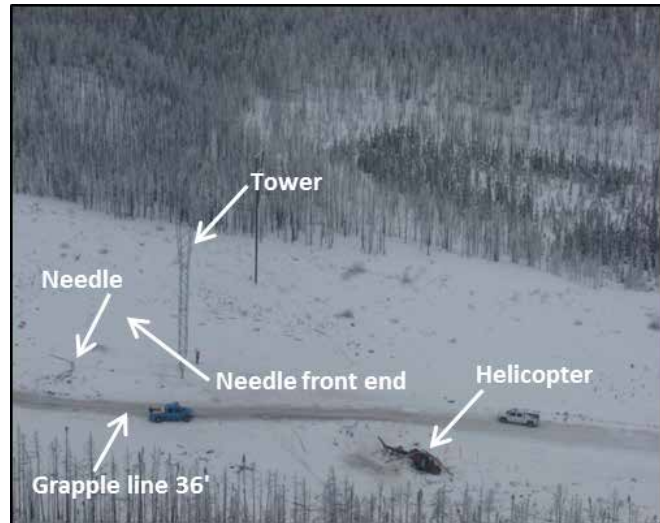 Tower
Needle
Needle front end
Helicopter
Grapple line 36'